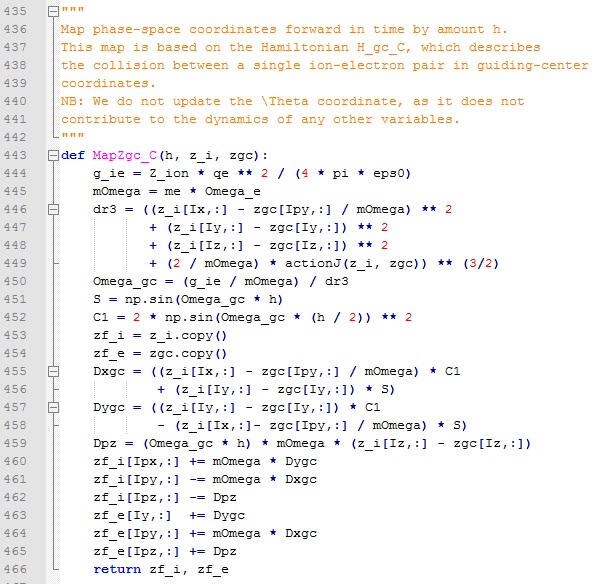 435 """
436 Map phase-space coordinates forward in time by amount h.
437 This map is based on the Hamiltonian H_gc_C, which describes
438 the collision between a single ion-electron pair in guiding-center
439 coordinates.
440 NB: We do not update the \Theta coordinate, as it does not
441 contribute to the dynamics of any other variables.
442 """
443 def MapZgc_C(h, z_i, zgc):
444     g_ie = Z_ion * qe ** 2 / (4 * pi * eps0)
445     mOmega = me * Omega_e
446     dr3 = ((z_i[Ix,:] - zgc[Ipy,:] / mOmega) ** 2
447            + (z_i[Iy,:] - zgc[Iy,:]) ** 2
448            + (z_i[Iz,:] - zgc[Iz,:]) ** 2
449            + (2 / mOmega) * actionJ(z_i, zgc)) ** (3/2)
450     Omega_gc = (g_ie / mOmega) / dr3
451     S = np.sin(Omega_gc * h)
452     C1 = 2 * np.sin(Omega_gc * (h / 2)) ** 2
453     zf_i = z_i.copy()
454     zf_e = zgc.copy()
455     Dxgc = ((z_i[Ix,:] - zgc[Ipy,:] / mOmega) * C1
456             + (z_i[Iy,:] - zgc[Iy,:]) * S)
457     Dygc = ((z_i[Iy,:] - zgc[Iy,:]) * C1
458             - (z_i[Ix,:]- zgc[Ipy,:] / mOmega) * S)
459     Dpz = (Omega_gc * h) * mOmega * (z_i[Iz,:] - zgc[Iz,:])
460     zf_i[Ipx,:] += mOmega * Dygc
461     zf_i[Ipy,:] -= mOmega * Dxgc
462     zf_i[Ipz,:] -= Dpz
463     zf_e[Iy,:]  += Dygc
464     zf_e[Ipy,:] += mOmega * Dxgc
465     zf_e[Ipz,:] += Dpz
466     return zf_i, zf_e